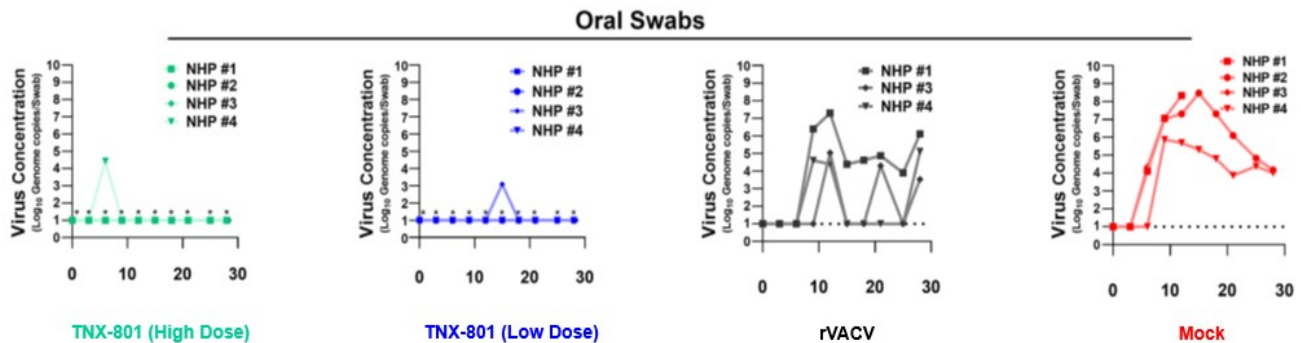 Oral Swabs
Virus Concentration
(Log10 Genome copies/Swab)
10
9
8
7
6
5
4
3
2
1
0
NHP #1
NHP #2
NHP #3
NHP #4
* * * * * * * * * *
0 10 20 30
TNX-801 (High Dose)
Virus Concentration
(Log10 Genome copies/Swab)
10
9
8
7
6
5
4
3
2
1
0
NHP #1
NHP #2
NHP #3
NHP #4
* * * * * * * * * *
0 10 20 30
TNX-801 (Low Dose)
Virus Concentration
(Log10 Genome copies/Swab)
10
9
8
7
6
5
4
3
2
1
0
NHP #1
NHP #3
NHP #4
0 10 20 30
rVACV
Virus Concentration
(Log10 Genome copies/Swab)
10
9
8
7
6
5
4
3
2
1
0
NHP #1
NHP #2
NHP #3
NHP #4
0 10 20 30
Mock